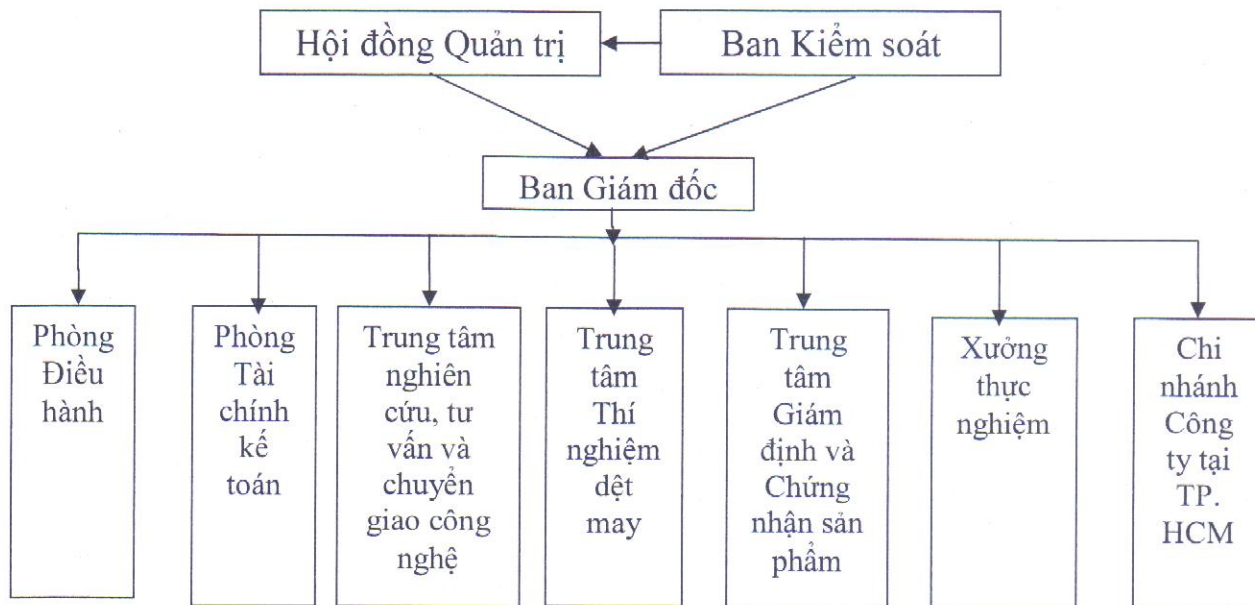 Hội đồng Quản trị
Ban Kiểm soát
Ban Giám đốc
Phòng
Điều
hành
Phòng
Tài
chính
kế
toán
Trung tâm
nghiên
cứu, tư
vấn và
chuyển
giao công
nghệ
Trung
tâm
Thí
nghiệm
dệt
may
Trung
tâm
Giám
định và
Chứng
nhận sản
phẩm
Xưởng
thực
nghiệm
Chi
nhánh
Công
ty tại
TP.
HCM